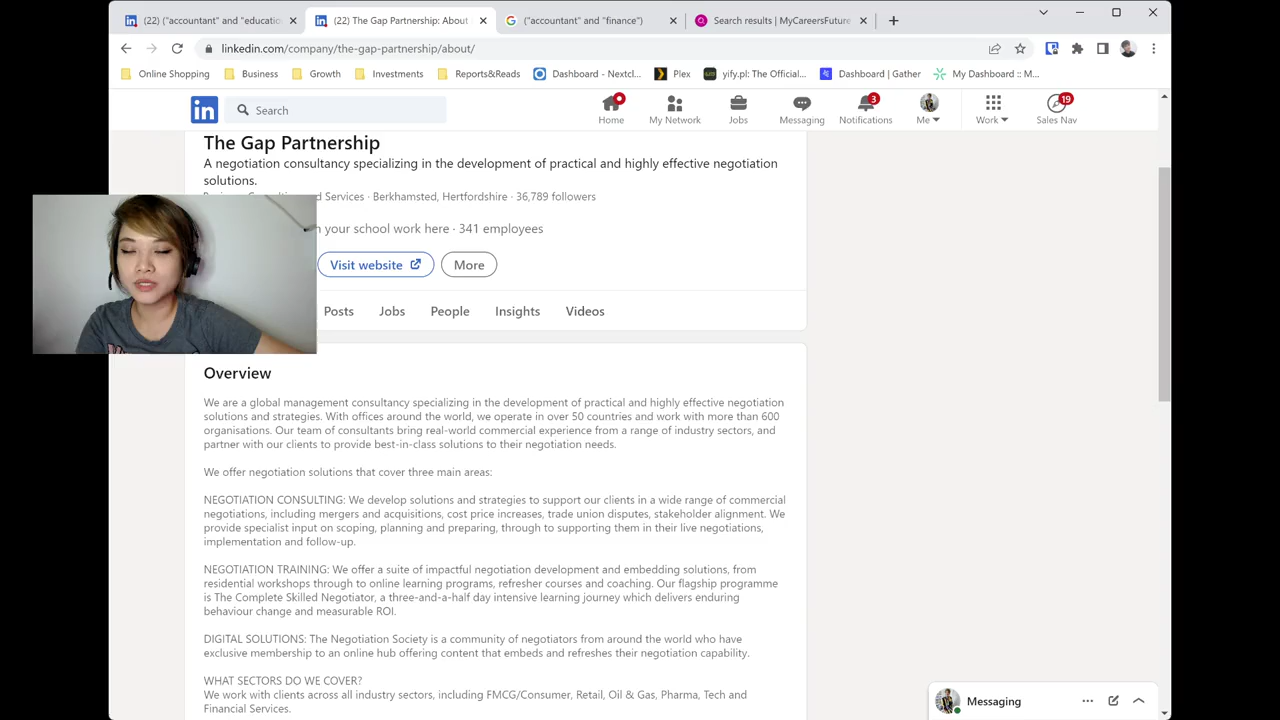 (22) ("accountant" and "educatio
(22) The Gap Partnership: About
("accountant" and "finance")
Search results | MyCareersFuture
linkedin.com/company/the-gap-partnership/about/
Online Shopping
Business
Growth
Investments
Reports&Reads
Dashboard - Nextcl...
Plex
yify.pl: The Official...
Dashboard | Gather
My Dashboard :: M...
in
Search
Home
My Network
Jobs
Messaging
3
Notifications
Me
Work
19
Sales Nav
The Gap Partnership
A negotiation consultancy specializing in the development of practical and highly effective negotiation
solutions.
d Services · Berkhamsted, Hertfordshire · 36,789 followers
your school work here · 341 employees
Visit website
More
Posts
Jobs
People
Insights
Videos
Overview
We are a global management consultancy specializing in the development of practical and highly effective negotiation
solutions and strategies. With offices around the world, we operate in over 50 countries and work with more than 600
organisations. Our team of consultants bring real-world commercial experience from a range of industry sectors, and
partner with our clients to provide best-in-class solutions to their negotiation needs.
We offer negotiation solutions that cover three main areas:
NEGOTIATION CONSULTING: We develop solutions and strategies to support our clients in a wide range of commercial
negotiations, including mergers and acquisitions, cost price increases, trade union disputes, stakeholder alignment. We
provide specialist input on scoping, planning and preparing, through to supporting them in their live negotiations,
implementation and follow-up.
NEGOTIATION TRAINING: We offer a suite of impactful negotiation development and embedding solutions, from
residential workshops through to online learning programs, refresher courses and coaching. Our flagship programme
is The Complete Skilled Negotiator, a three-and-a-half day intensive learning journey which delivers enduring
behaviour change and measurable ROI.
DIGITAL SOLUTIONS: The Negotiation Society is a community of negotiators from around the world who have
exclusive membership to an online hub offering content that embeds and refreshes their negotiation capability.
WHAT SECTORS DO WE COVER?
We work with clients across all industry sectors, including FMCG/Consumer, Retail, Oil & Gas, Pharma, Tech and
Financial Services.
Messaging